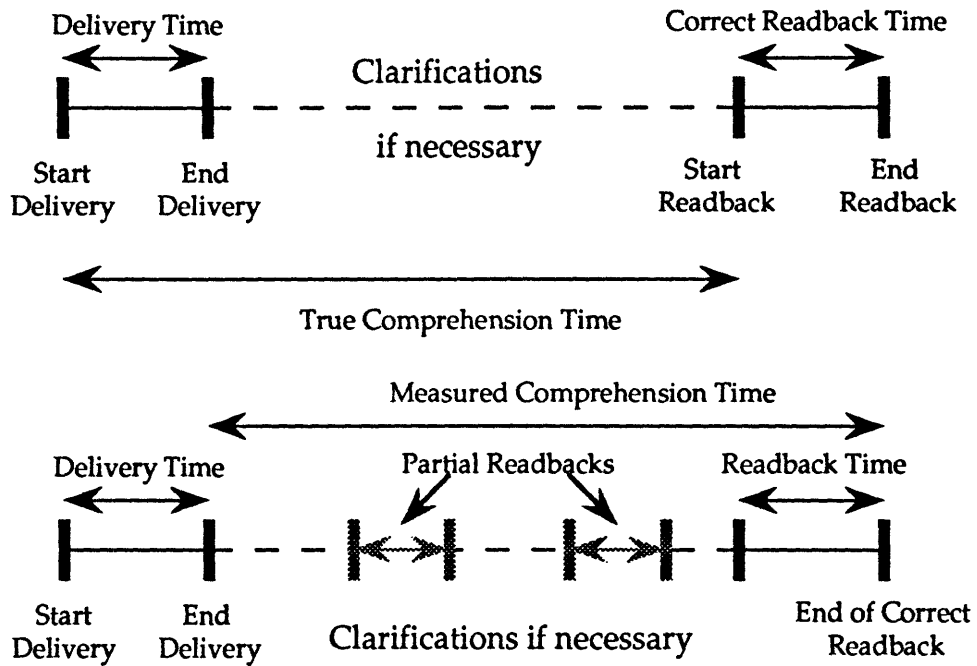 Delivery Time
Correct Readback Time
Clarifications
if necessary
Start
Delivery
End
Delivery
Start
Readback
End
Readback
True Comprehension Time
Measured Comprehension Time
Delivery Time
Partial Readbacks
Readback Time
Start
Delivery
End
Delivery
Clarifications if necessary
End of Correct
Readback